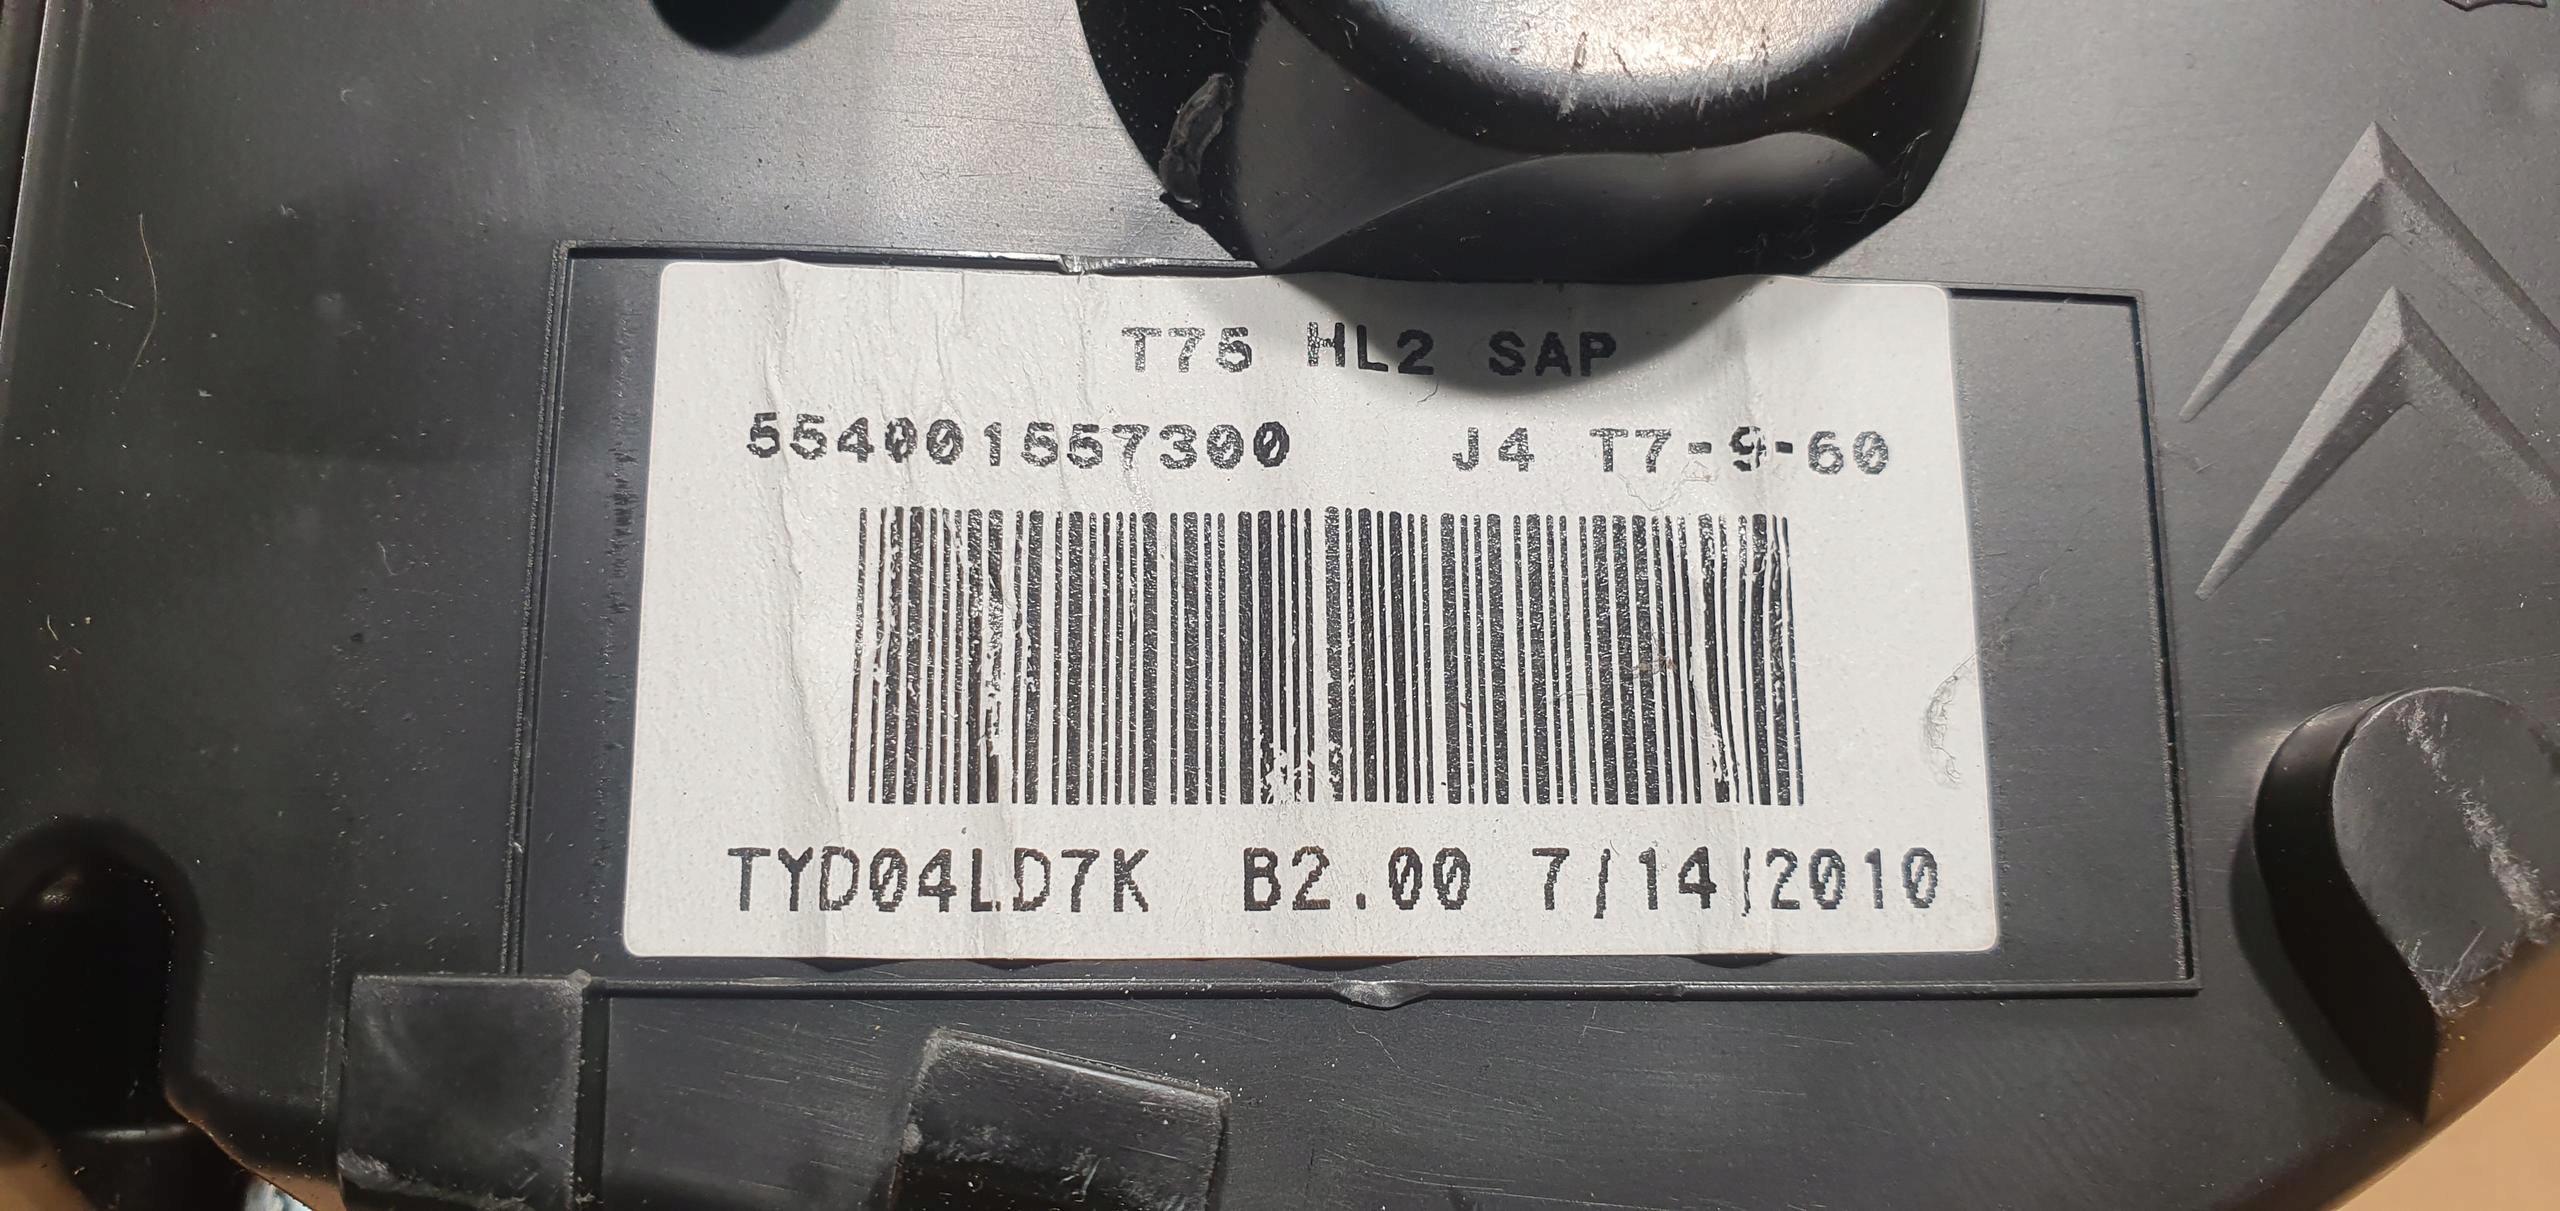 T75 HL2 SAP
554001557300 J4 T7-9-60
TYD04LD7K B2.00 7/14/2010